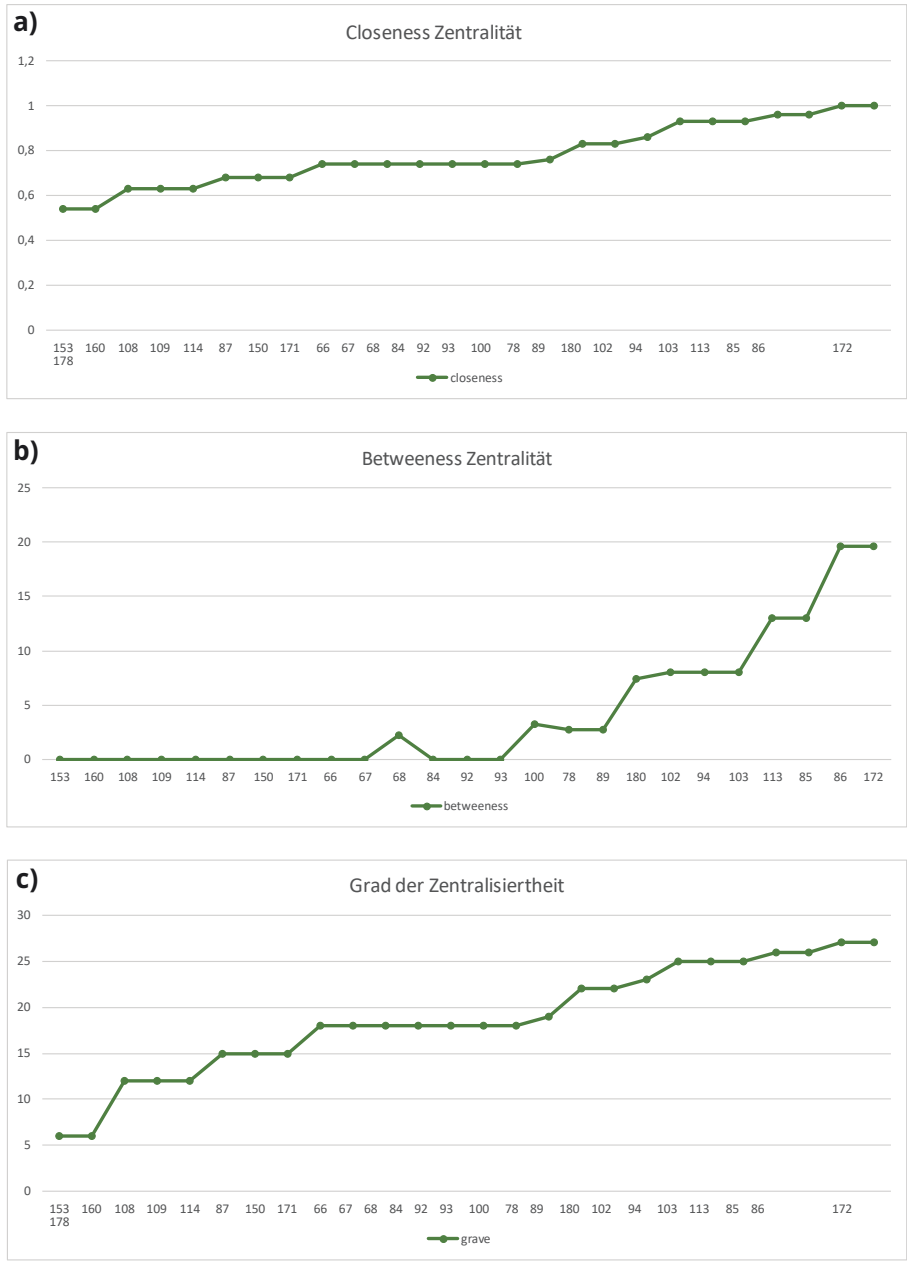 a)
Closeness Zentralität
1,2
1
0,8
0,6
0,4
0,2
0
153 160 108 109 114 87 150 171 66 67 68 84 92 93 100 78 89 180 102 94 103 113 85 86 172
178
closeness
b)
Betweeness Zentralität
25
20
15
10
5
0
153 160 108 109 114 87 150 171 66 67 68 84 92 93 100 78 89 180 102 94 103 113 85 86 172
betweeness
c)
Grad der Zentralisiertheit
30
25
20
15
10
5
0
153 160 108 109 114 87 150 171 66 67 68 84 92 93 100 78 89 180 102 94 103 113 85 86 172
178
grave